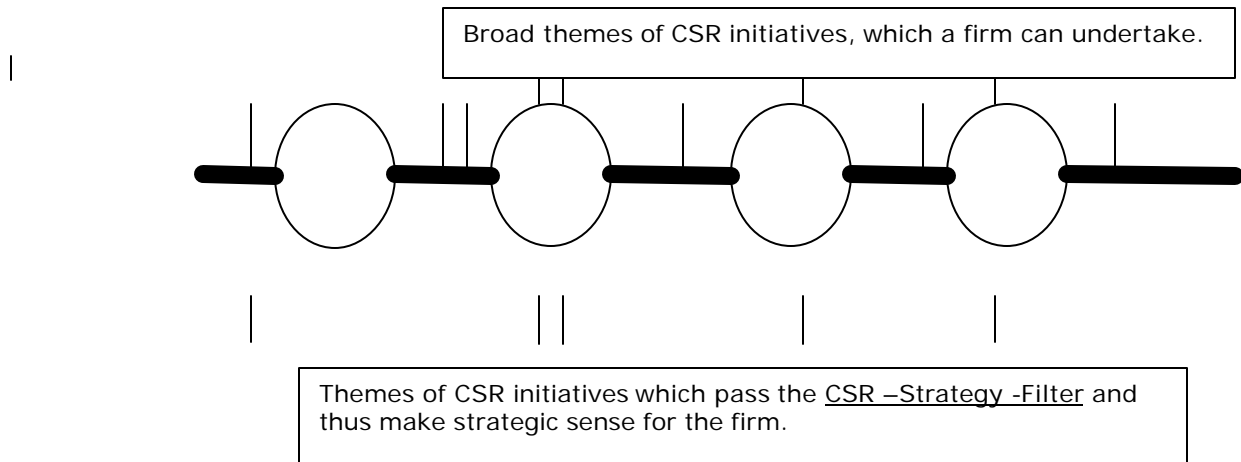 Broad themes of CSR initiatives, which a firm can undertake.
Themes of CSR initiatives which pass the CSR –Strategy -Filter and
thus make strategic sense for the firm.